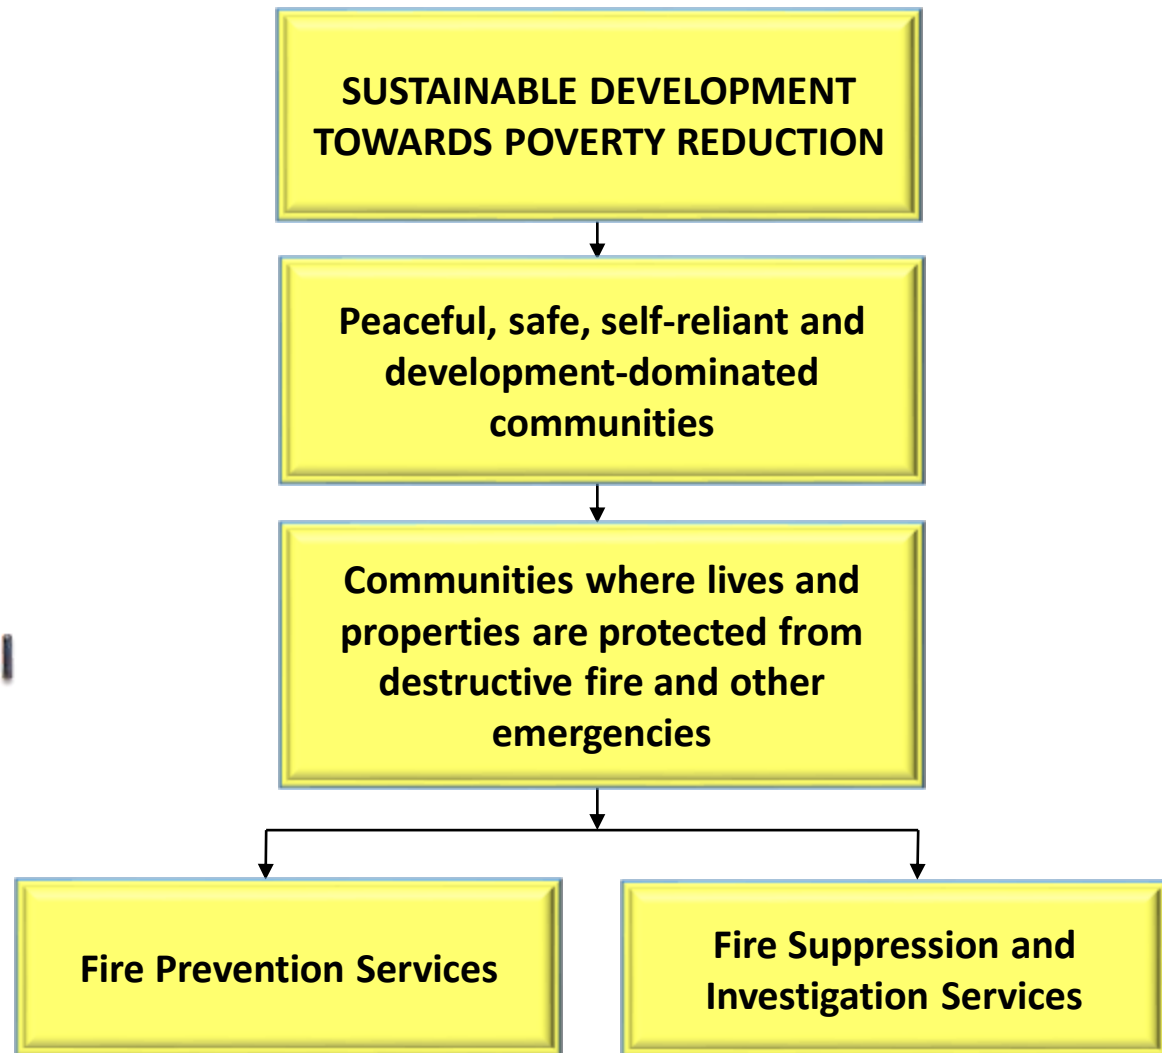 SUSTAINABLE DEVELOPMENT
TOWARDS POVERTY REDUCTION
Peaceful, safe, self-reliant and
development-dominated
communities
Communities where lives and
properties are protected from
destructive fire and other
emergencies
Fire Prevention Services
Fire Suppression and
Investigation Services